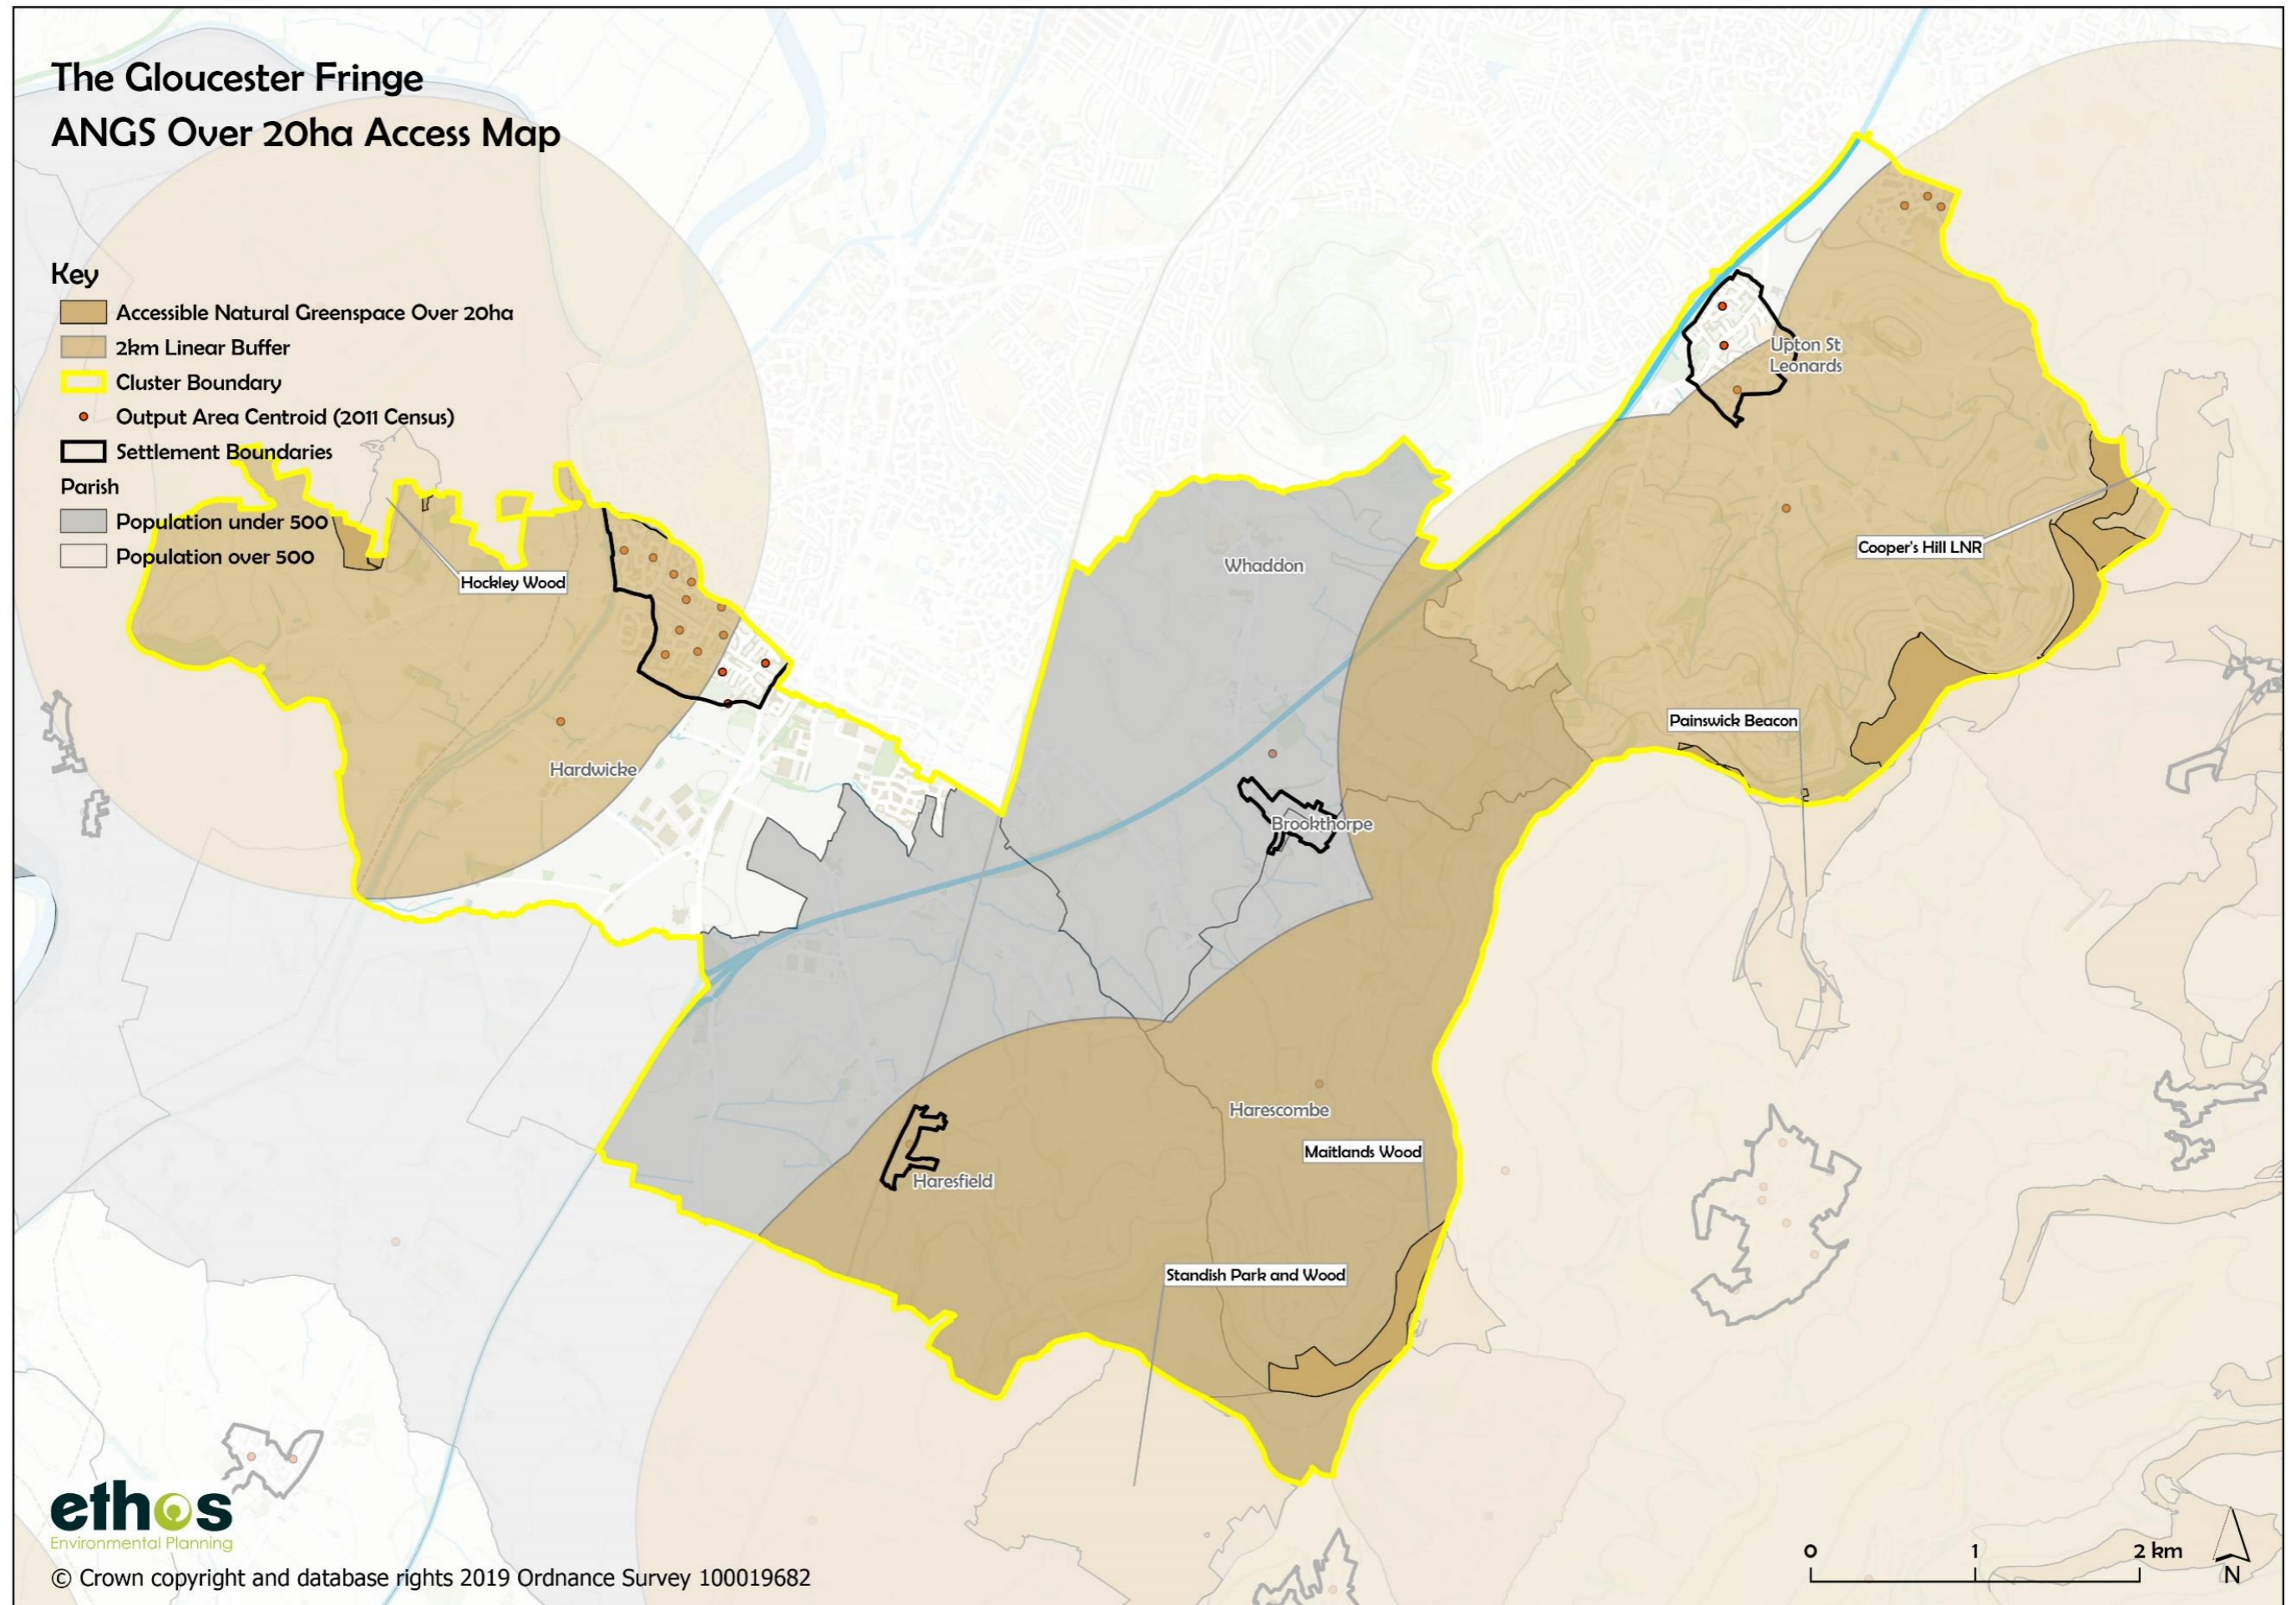 The Gloucester Fringe
ANGS Over 20ha Access Map
Key
Accessible Natural Greenspace Over 20ha
2km Linear Buffer
Cluster Boundary
Output Area Centroid (2011 Census)
Settlement Boundaries
Parish
Population under 500
Population over 500
Hockley Wood
Hardwicke
Whaddon
Upton St
Leonards
Cooper's Hill LNR
Painswick Beacon
Brookthorpe
Harescombe
Maitlands Wood
Haresfield
Standish Park and Wood
ethos
Environmental Planning
© Crown copyright and database rights 2019 Ordnance Survey 100019682
0 1 2 km
N